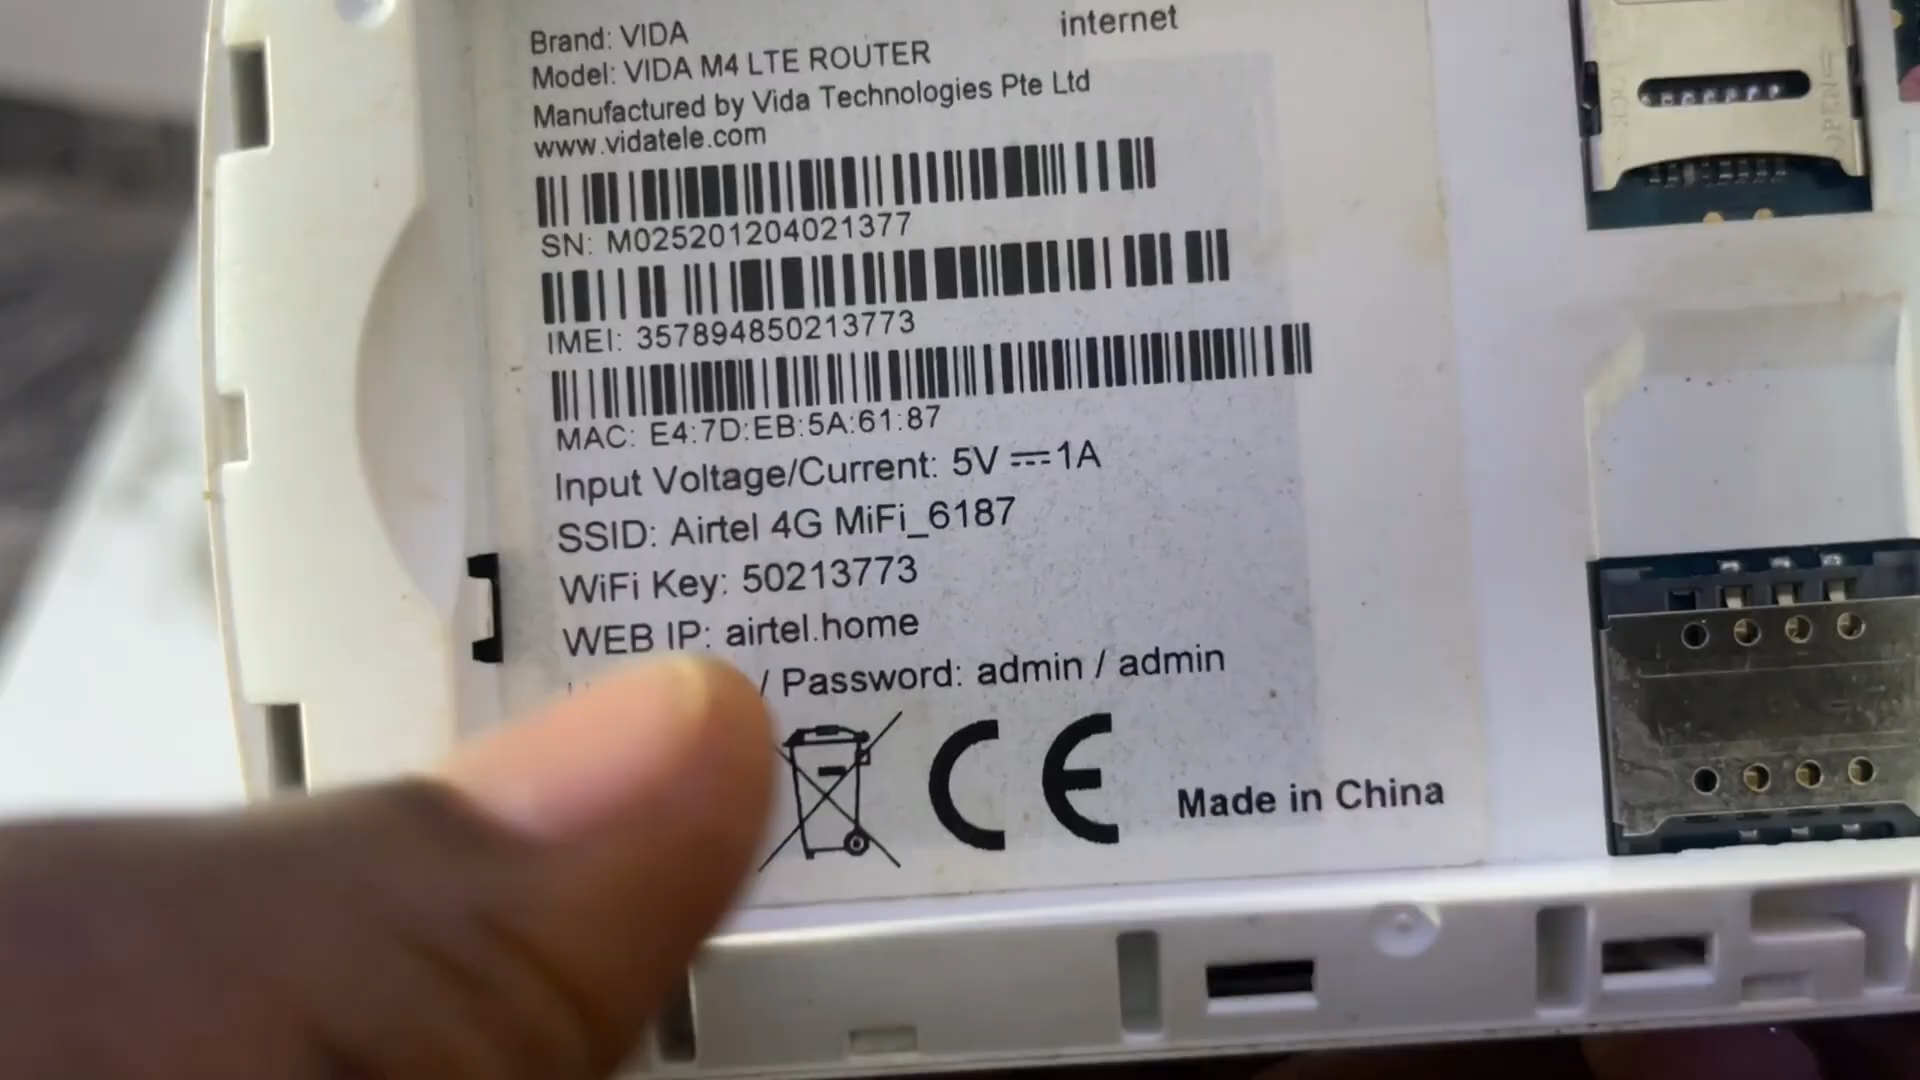 internet
Brand: VIDA
Model: VIDA M4 LTE ROUTER
Manufactured by Vida Technologies Pte Ltd
www.vidatele.com
SN: M025201204021377
IMEI: 357894850213773
MAC: E4:7D:EB:5A:61:87
Input Voltage/Current: 5V ⎓ 1A
SSID: Airtel 4G MiFi_6187
WiFi Key: 50213773
WEB IP: airtel.home
/ Password: admin / admin
CE
Made in China
LOCK
OPEN